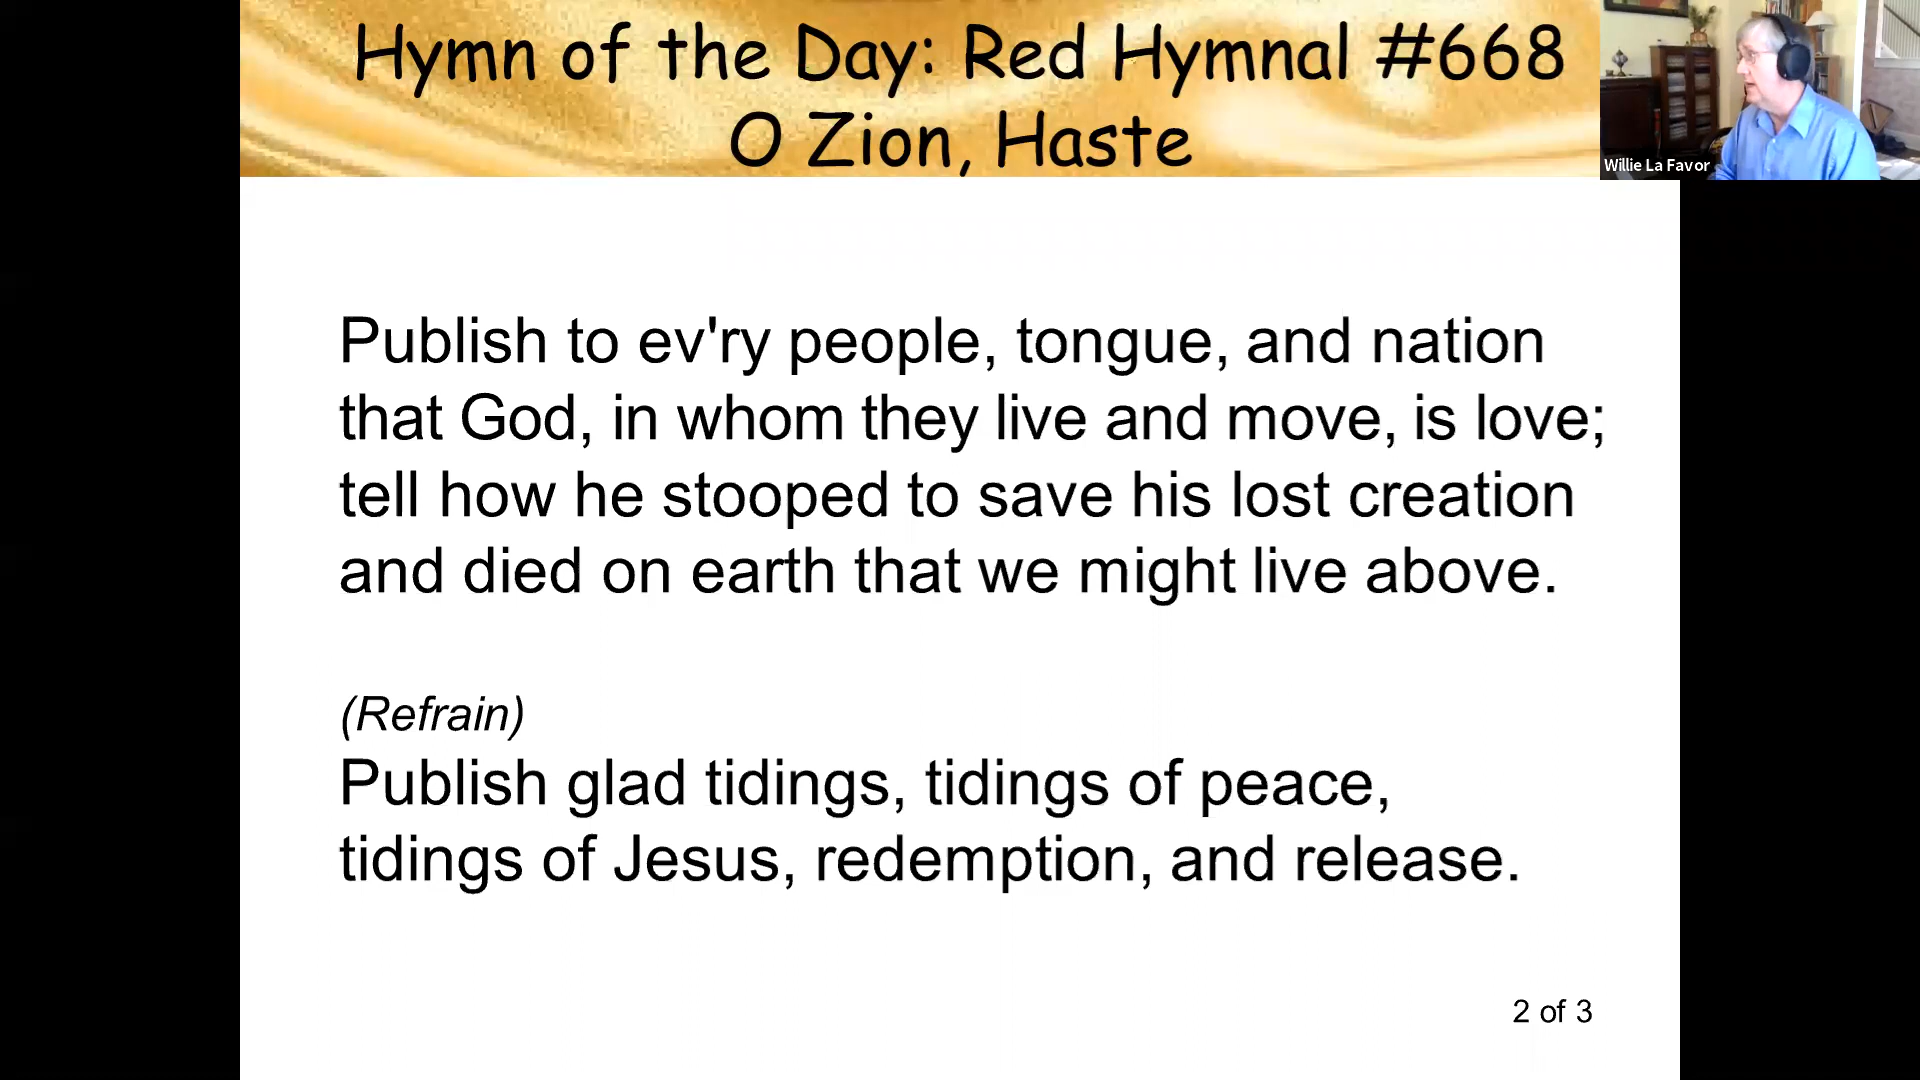 Hymn of the Day: Red Hymnal #668
O Zion, Haste
Willie La Favor
Publish to ev'ry people, tongue, and nation
that God, in whom they live and move, is love;
tell how he stooped to save his lost creation
and died on earth that we might live above.
(Refrain)
Publish glad tidings, tidings of peace,
tidings of Jesus, redemption, and release.
2 of 3